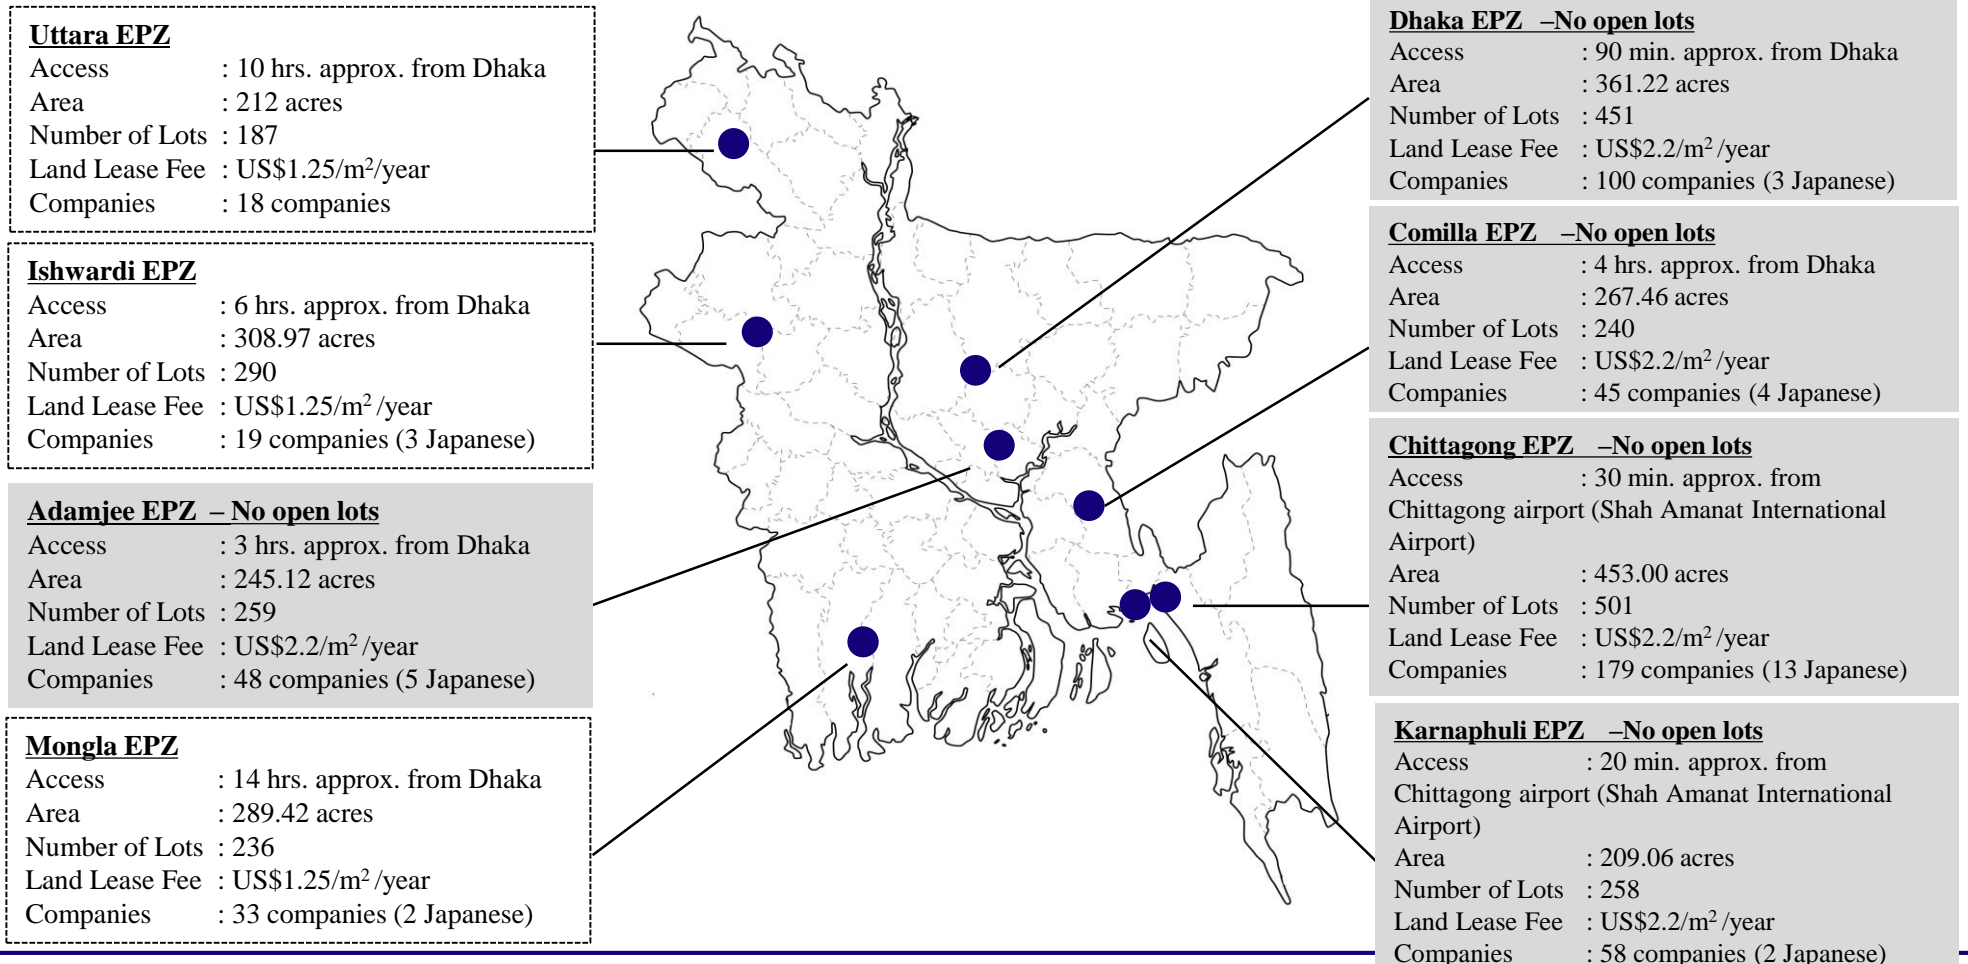 Uttara EPZ
Access : 10 hrs. approx. from Dhaka
Area : 212 acres
Number of Lots : 187
Land Lease Fee : US$1.25/m²/year
Companies : 18 companies
Ishwardi EPZ
Access : 6 hrs. approx. from Dhaka
Area : 308.97 acres
Number of Lots : 290
Land Lease Fee : US$1.25/m² /year
Companies : 19 companies (3 Japanese)
Adamjee EPZ – No open lots
Access : 3 hrs. approx. from Dhaka
Area : 245.12 acres
Number of Lots : 259
Land Lease Fee : US$2.2/m² /year
Companies : 48 companies (5 Japanese)
Mongla EPZ
Access : 14 hrs. approx. from Dhaka
Area : 289.42 acres
Number of Lots : 236
Land Lease Fee : US$1.25/m² /year
Companies : 33 companies (2 Japanese)
Dhaka EPZ –No open lots
Access : 90 min. approx. from Dhaka
Area : 361.22 acres
Number of Lots : 451
Land Lease Fee : US$2.2/m² /year
Companies : 100 companies (3 Japanese)
Comilla EPZ –No open lots
Access : 4 hrs. approx. from Dhaka
Area : 267.46 acres
Number of Lots : 240
Land Lease Fee : US$2.2/m² /year
Companies : 45 companies (4 Japanese)
Chittagong EPZ –No open lots
Access : 30 min. approx. from
Chittagong airport (Shah Amanat International
Airport)
Area : 453.00 acres
Number of Lots : 501
Land Lease Fee : US$2.2/m² /year
Companies : 179 companies (13 Japanese)
Karnaphuli EPZ –No open lots
Access : 20 min. approx. from
Chittagong airport (Shah Amanat International
Airport)
Area : 209.06 acres
Number of Lots : 258
Land Lease Fee : US$2.2/m² /year
Companies : 58 companies (2 Japanese)